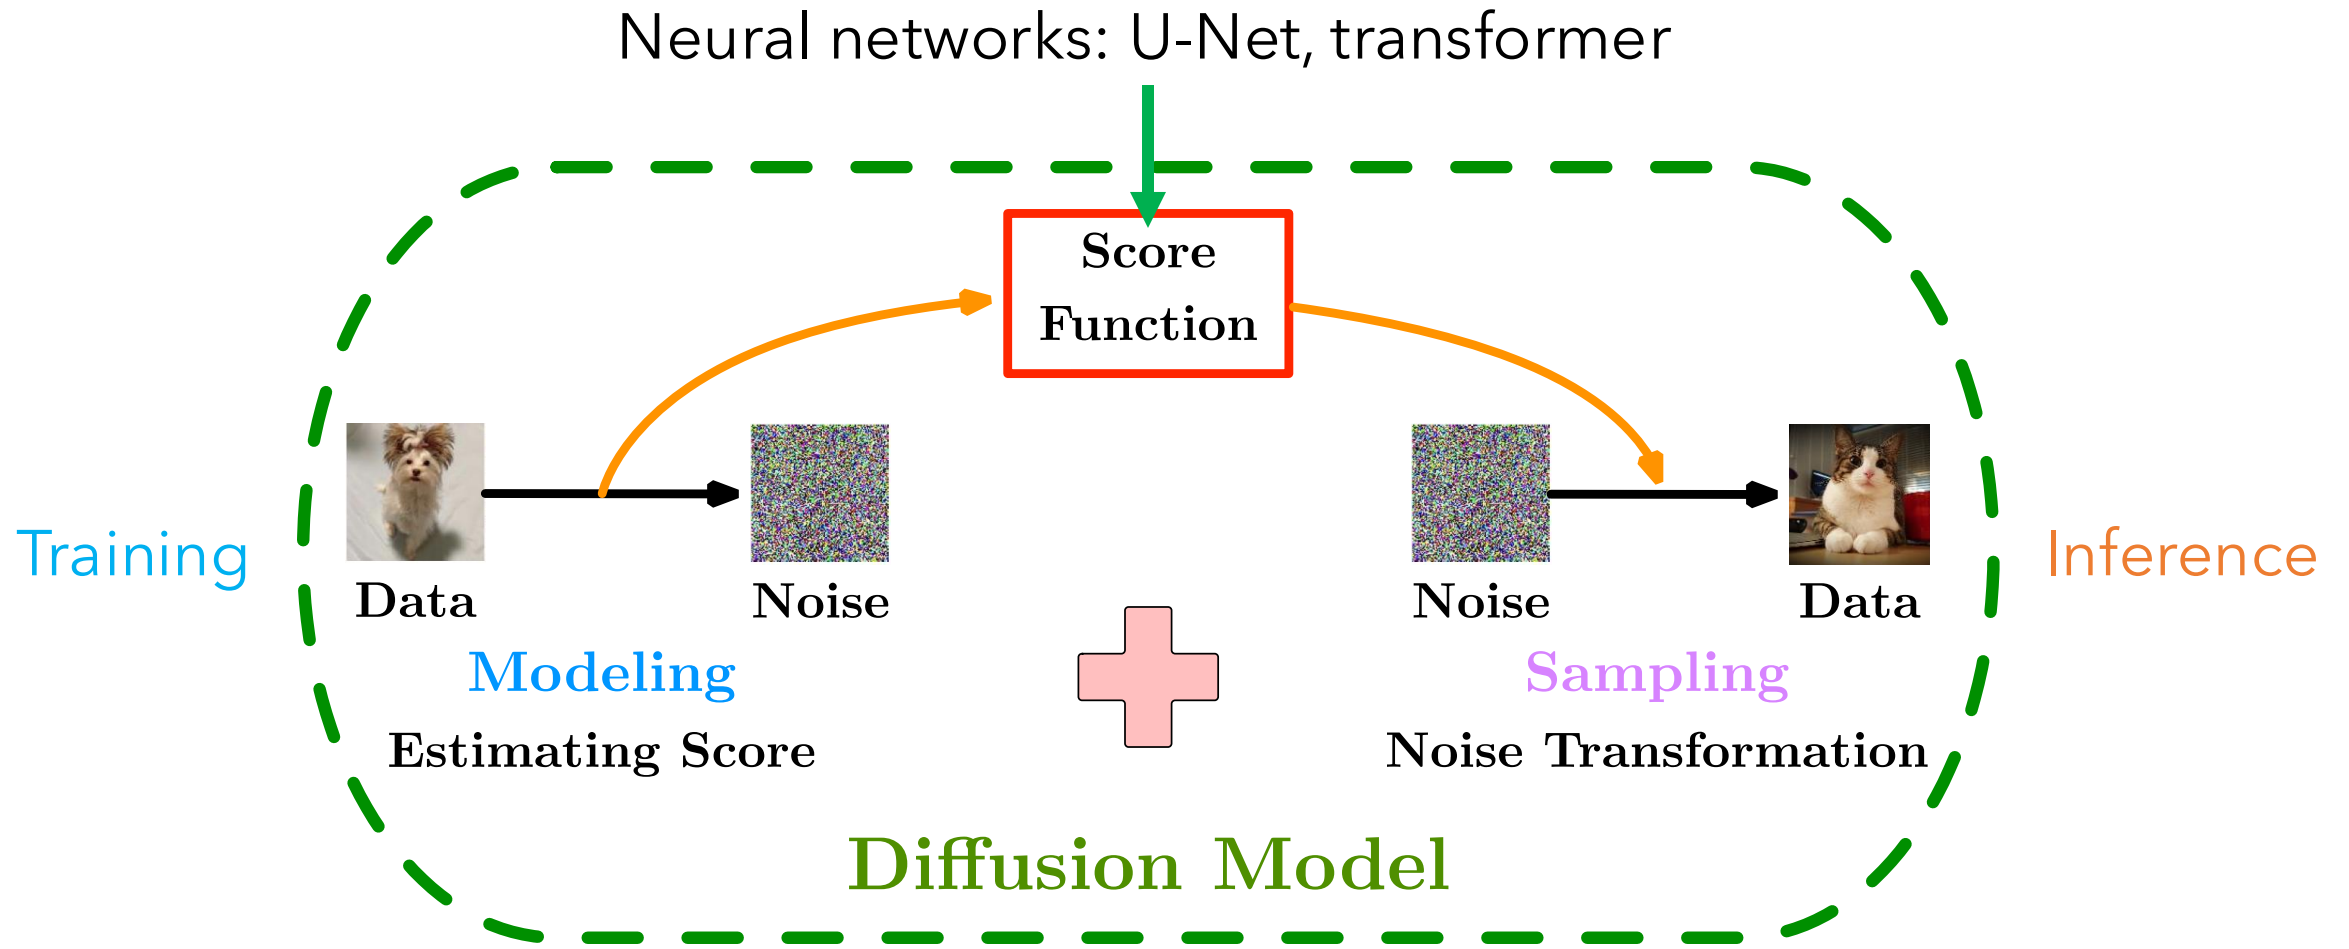 Neural networks: U-Net, transformer
Score
Function
Training
Data
Noise
Modeling
Estimating Score
Noise
Data
Sampling
Noise Transformation
Inference
Diffusion Model